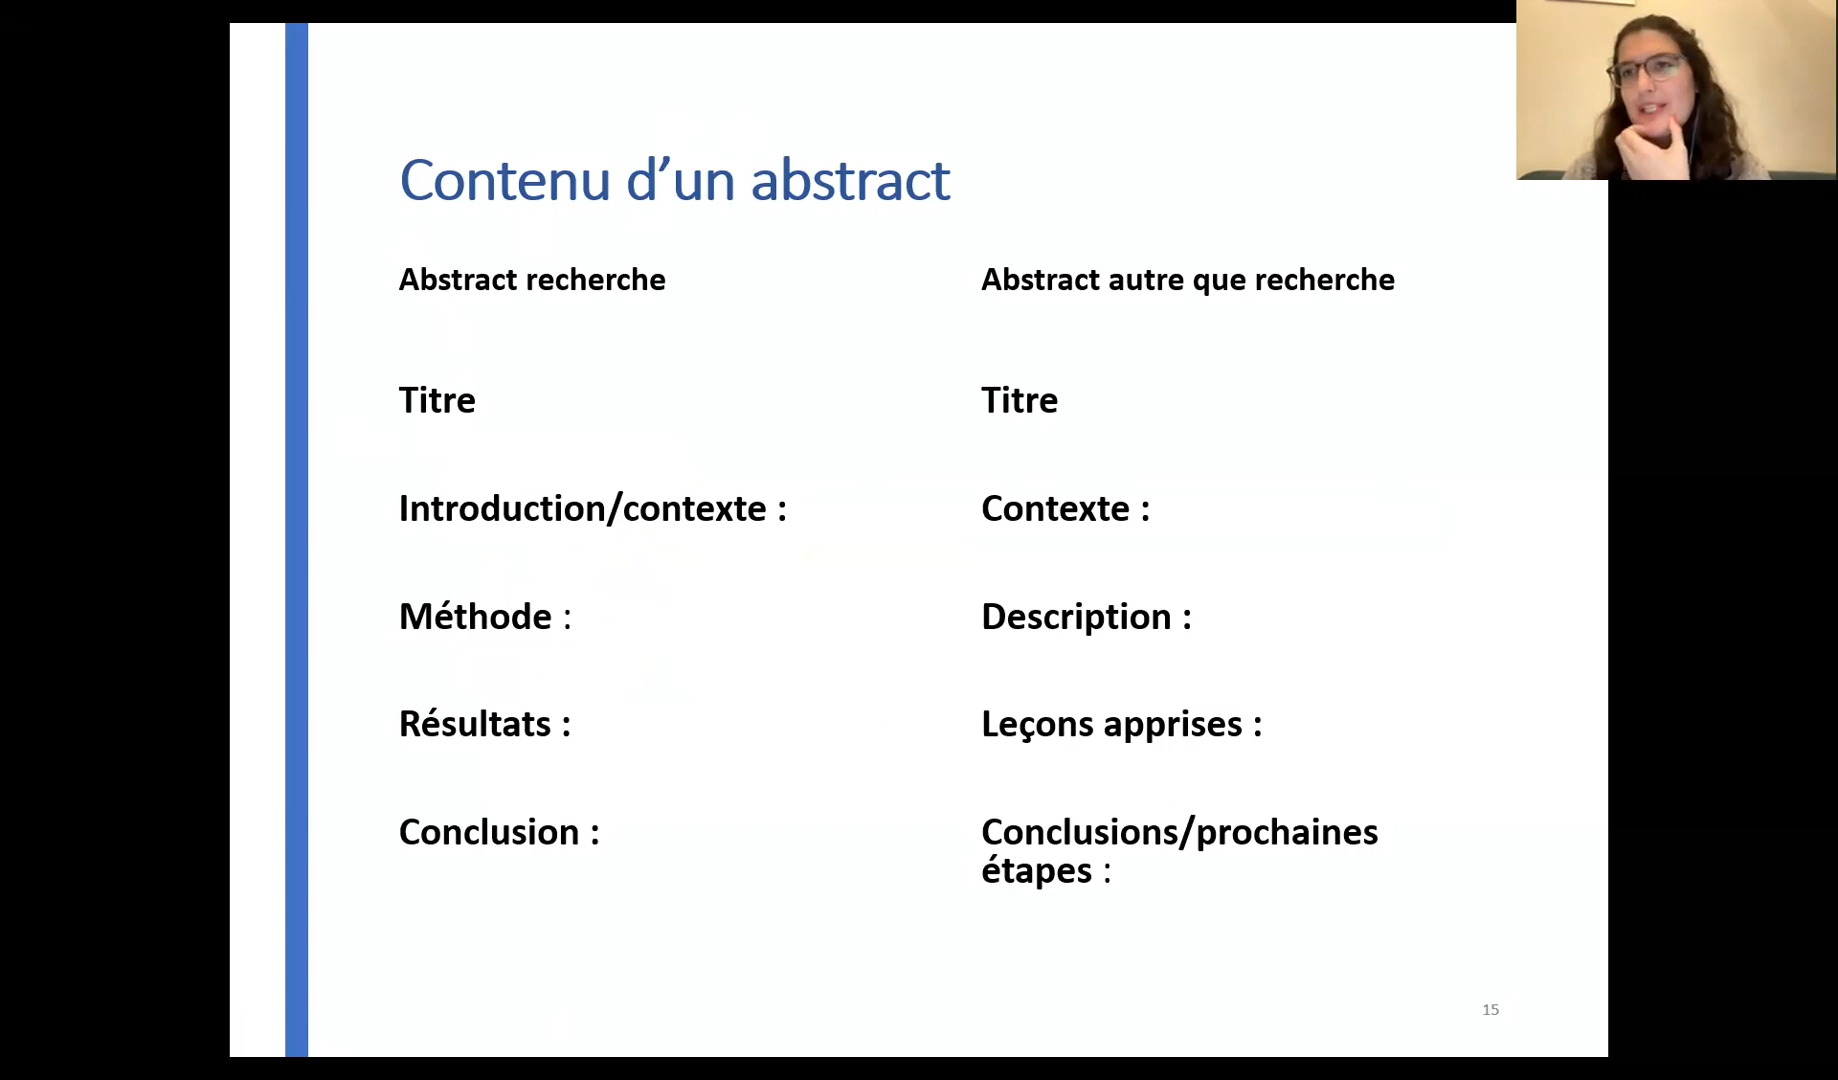 Contenu d’un abstract
Abstract recherche
Titre
Introduction/contexte :
Méthode :
Résultats :
Conclusion :
Abstract autre que recherche
Titre
Contexte :
Description :
Leçons apprises :
Conclusions/prochaines
étapes :
15